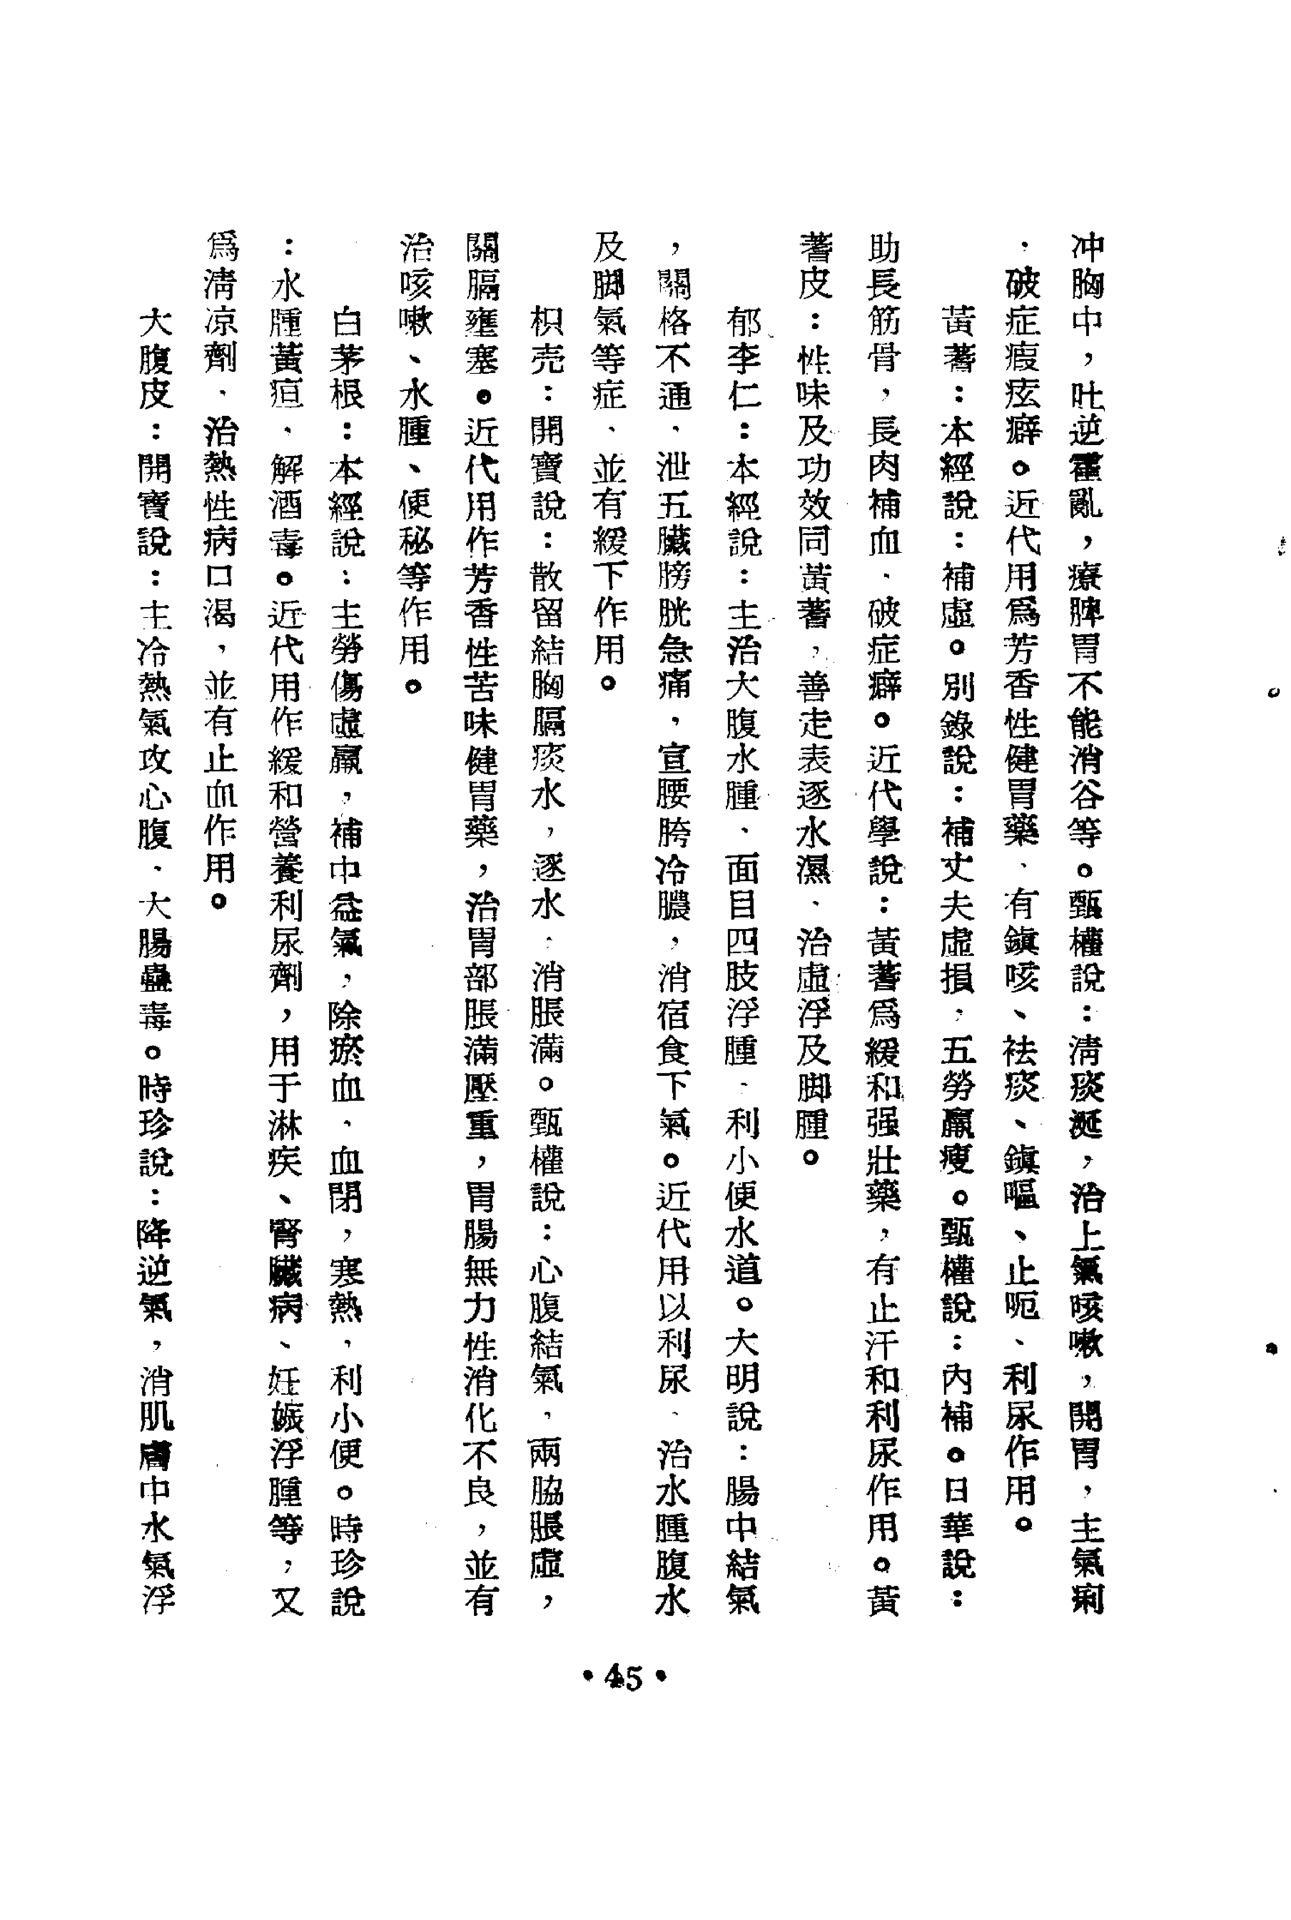 冲胸中，吐逆霍亂，療脾胃不能消谷等。甄權說：清痰涎，治上氣咳嗽，開胃，主氣痢
，破症瘕痃癖。近代用爲芳香性健胃藥、有鎭咳、袪痰、鎭嘔、止呃、利尿作用。
黃蓍：本經說：補虛。別錄說：補丈夫虛損，五勞羸瘦。甄權說：內補。日華說：
助長筋骨，長肉補血、破症癖。近代學說：黃蓍爲緩和强壯藥，有止汗和利尿作用。黃
蓍皮：性味及功效同黃蓍，善走表逐水濕、治虛浮及脚腫。
郁李仁：本經說：主治大腹水腫、面目四肢浮腫、利小便水道。大明說：腸中結氣
，關格不通、泄五臟膀胱急痛，宣腰胯冷膿，消宿食下氣。近代用以利尿、治水腫腹水
及脚氣等症、並有緩下作用。
枳壳：開寶說：散留結胸膈痰水，逐水，消脹滿。甄權說：心腹結氣，兩脇脹虛，
關膈壅塞。近代用作芳香性苦味健胃藥，治胃部脹滿壓重，胃腸無力性消化不良，並有
治咳嗽、水腫、便秘等作用。
白茅根：本經說：主勞傷虛羸，補中益氣，除瘀血、血閉，寒熱，利小便。時珍說
：水腫黃疸、解酒毒。近代用作緩和營養利尿劑，用于淋疾、腎臟病、妊娠浮腫等，又
爲清凉劑、治熱性病口渴，並有止血作用。
大腹皮：開寶說：主冷熱氣攻心腹、大腸蠱毒。時珍說：降逆氣，消肌膚中水氣浮
·45·